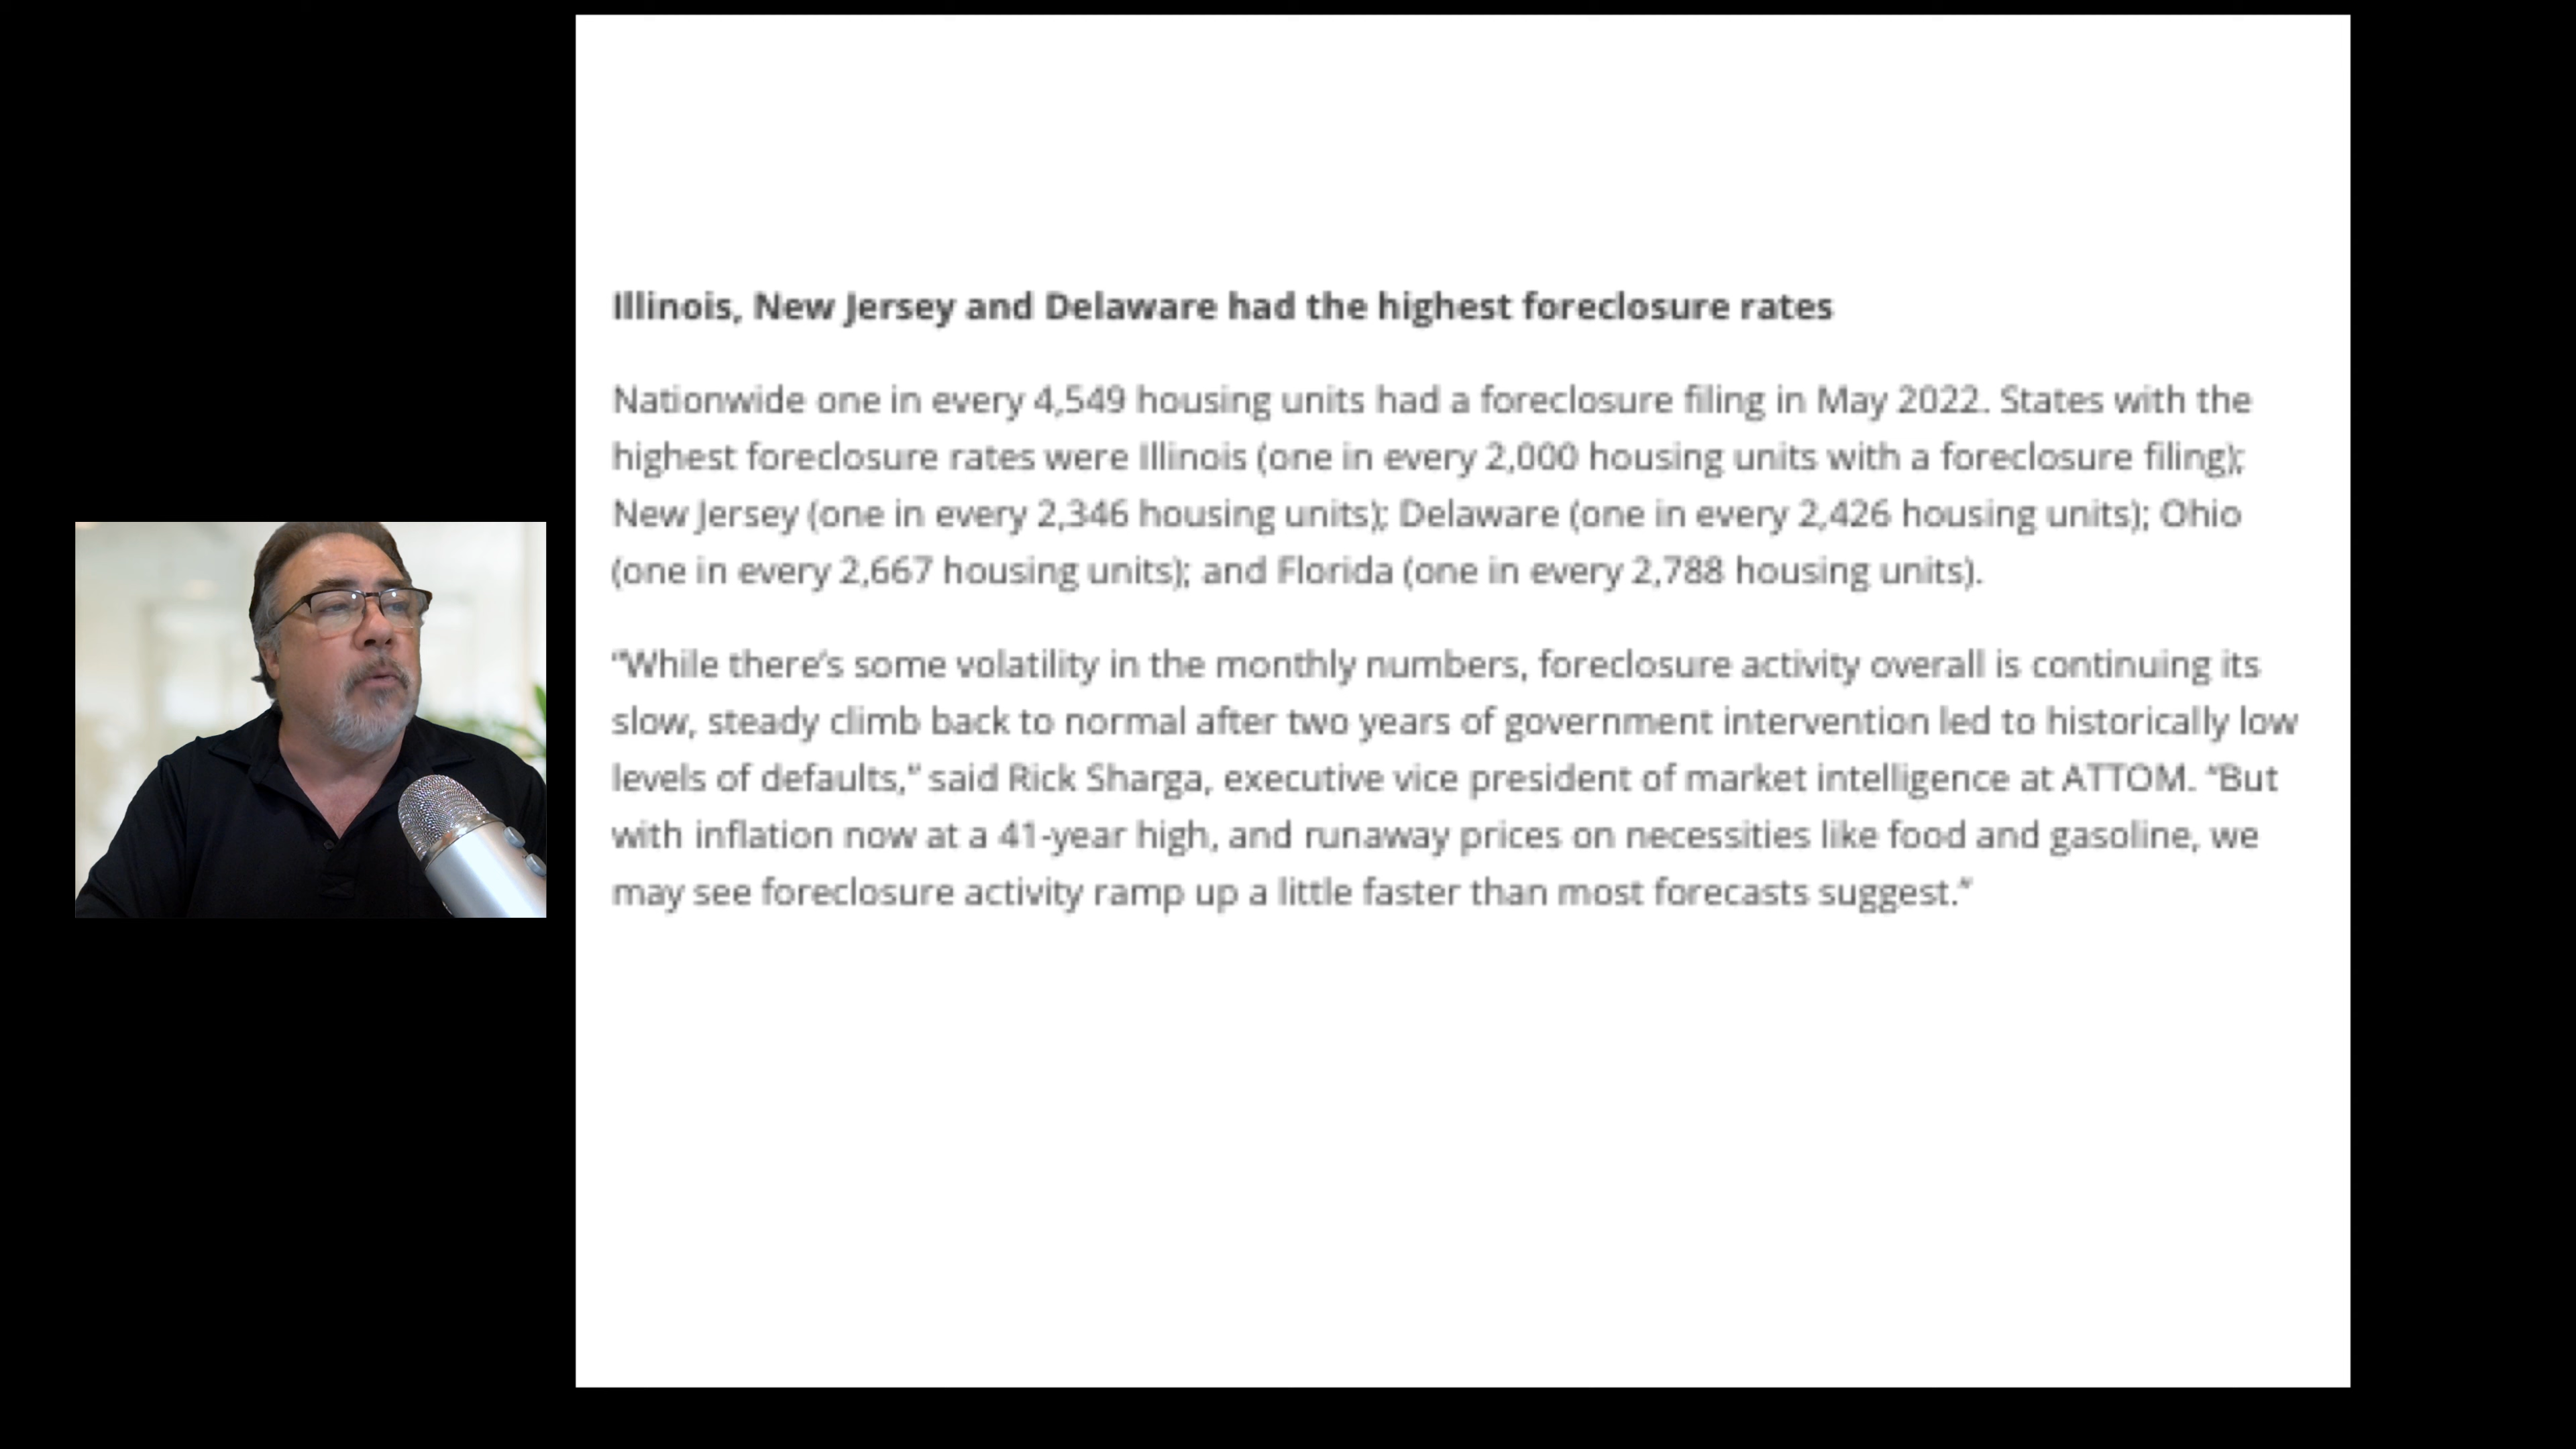 Illinois, New Jersey and Delaware had the highest foreclosure rates
Nationwide one in every 4,549 housing units had a foreclosure filing in May 2022. States with the
highest foreclosure rates were Illinois (one in every 2,000 housing units with a foreclosure filing);
New Jersey (one in every 2,346 housing units); Delaware (one in every 2,426 housing units); Ohio
(one in every 2,667 housing units); and Florida (one in every 2,788 housing units).
“While there’s some volatility in the monthly numbers, foreclosure activity overall is continuing its
slow, steady climb back to normal after two years of government intervention led to historically low
levels of defaults,” said Rick Sharga, executive vice president of market intelligence at ATTOM. “But
with inflation now at a 41-year high, and runaway prices on necessities like food and gasoline, we
may see foreclosure activity ramp up a little faster than most forecasts suggest.”